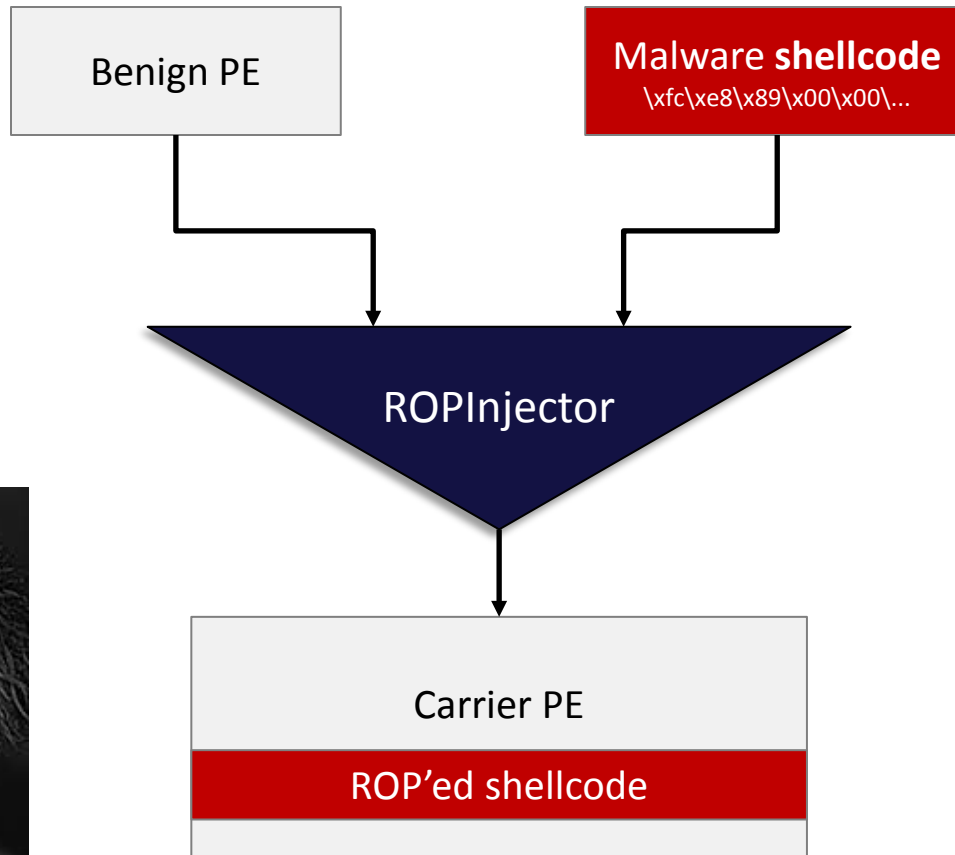 Benign PE
Malware shellcode
\xfc\xe8\x89\x00\x00\...
ROPInjector
Carrier PE
ROP’ed shellcode